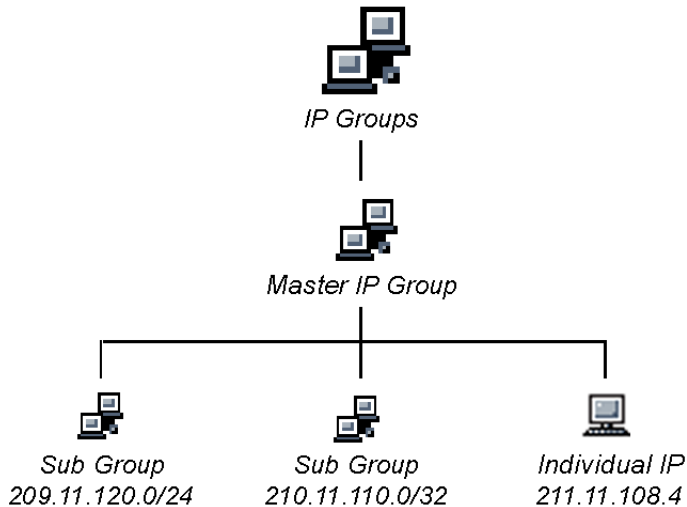 IP Groups
Master IP Group
Sub Group
209.11.120.0/24
Sub Group
210.11.110.0/32
Individual IP
211.11.108.4